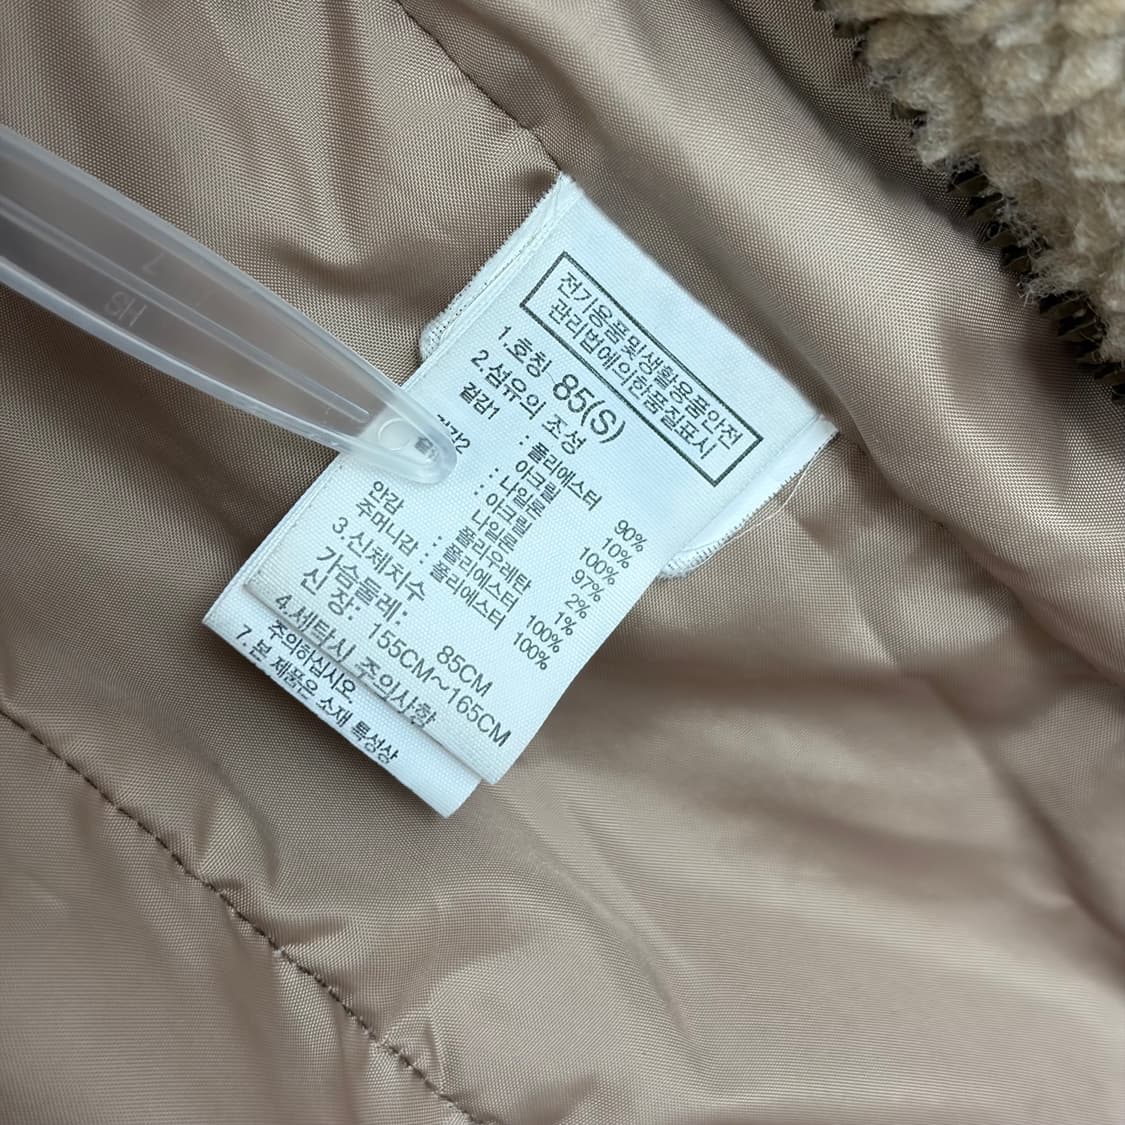 전기용품및생활용품안전
관리법에의한품질표시
1.호칭 85(S)
2.섬유의 조성
겉감1 : 폴리에스터 90%
아크릴 10%
: 나일론 100%
: 아크릴 97%
나일론 2%
폴리우레탄 1%
안감 : 폴리에스터 100%
주머니감 : 폴리에스터 100%
3.신체치수
가슴둘레: 85CM
신 장: 155CM~165CM
4.세탁시 주의사항
주의하십시오
7.본 제품은 소재 특성상
HS